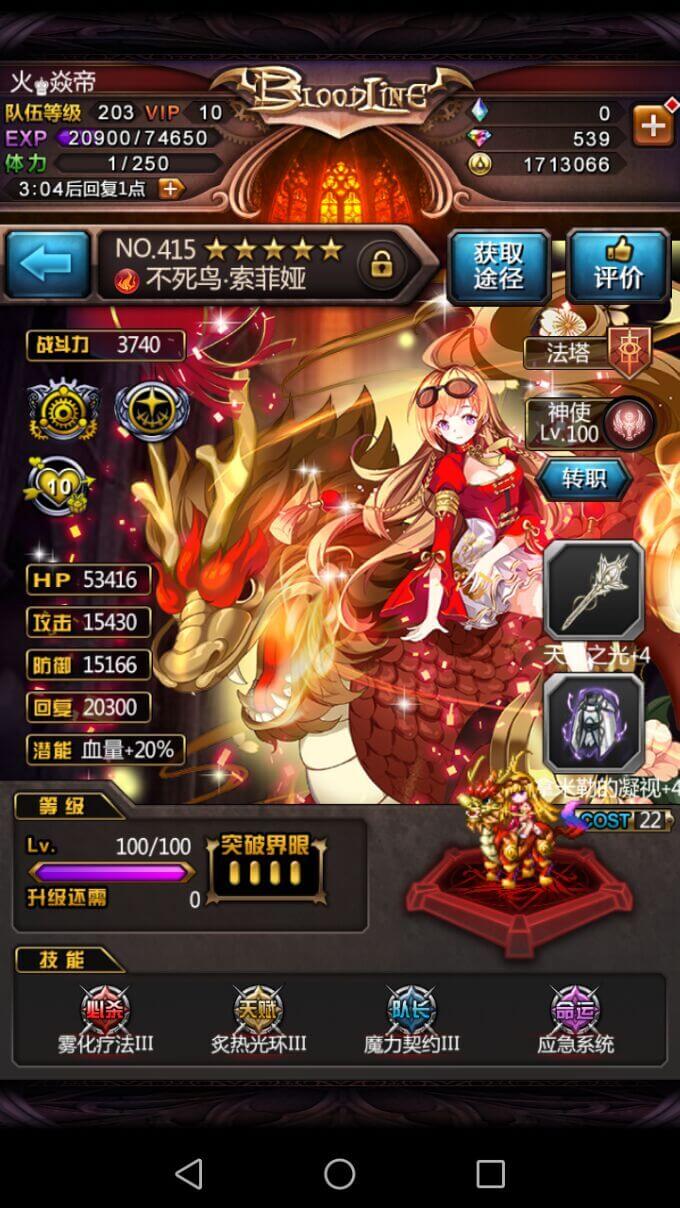 火♚焱帝
BLOODLINE
队伍等级 203 VIP 10
0
EXP 20900/74650
539
体力 1/250
1713066
3:04后回复1点
NO.415 ★★★★★
不死鸟·索菲娅
获取
途径
评价
战斗力 3740
法塔
神使
Lv.100
转职
10
HP 53416
攻击 15430
防御 15166
回复 20300
潜能 血量+20%
之光+4
米勒的凝视+4
COST 22
等级
Lv. 100/100
突破界限
升级还需 0
技能
必杀
天赋
队长
命运
雾化疗法III
炙热光环III
魔力契约III
应急系统